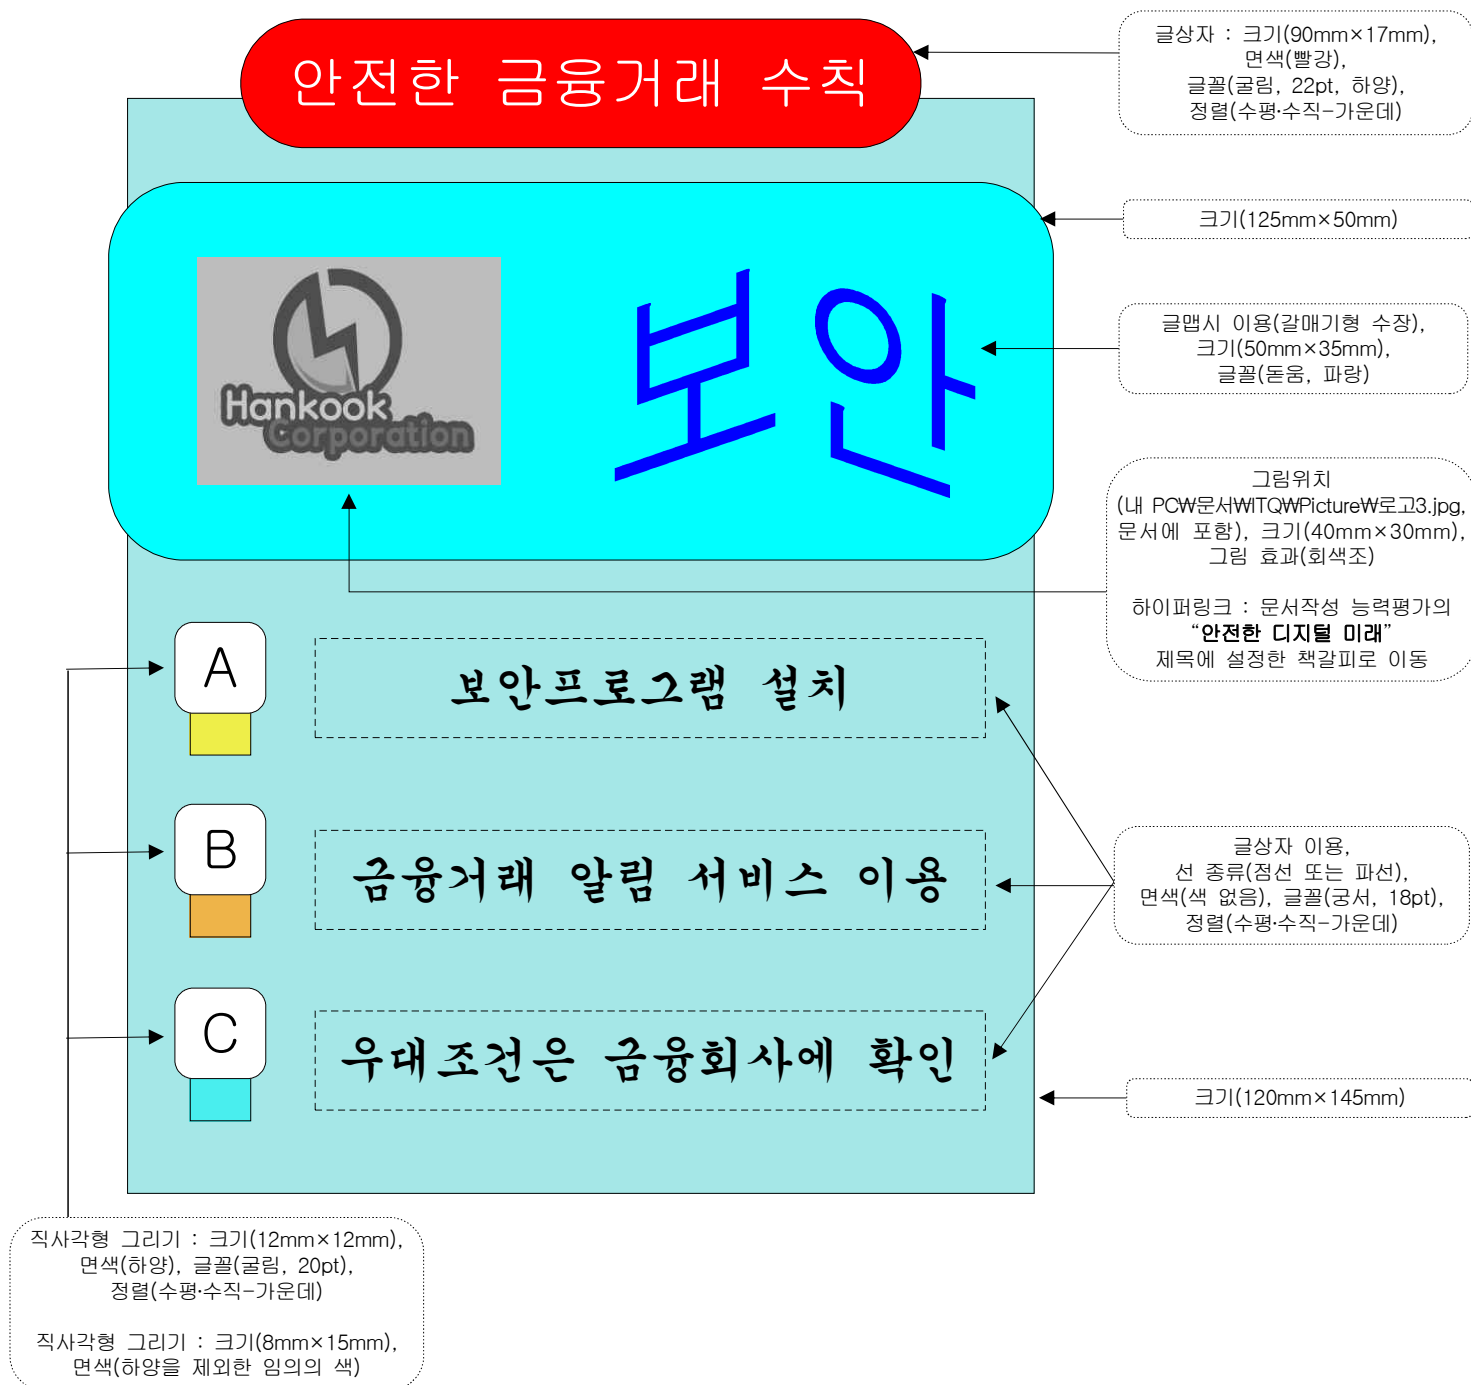 안전한 금융거래 수칙
글상자 : 크기(90mm×17mm),
면색(빨강),
글꼴(굴림, 22pt, 하양),
정렬(수평·수직-가운데)
크기(125mm×50mm)
Hankook
Corporation
보안
글맵시 이용(갈매기형 수장),
크기(50mm×35mm),
글꼴(돋움, 파랑)
그림위치
(내 PC₩문서₩ITQ₩Picture₩로고3.jpg,
문서에 포함), 크기(40mm×30mm),
그림 효과(회색조)
하이퍼링크 : 문서작성 능력평가의
“안전한 디지털 미래”
제목에 설정한 책갈피로 이동
A
보안프로그램 설치
B
금융거래 알림 서비스 이용
글상자 이용,
선 종류(점선 또는 파선),
면색(색 없음), 글꼴(궁서, 18pt),
정렬(수평·수직-가운데)
C
우대조건은 금융회사에 확인
크기(120mm×145mm)
직사각형 그리기 : 크기(12mm×12mm),
면색(하양), 글꼴(굴림, 20pt),
정렬(수평·수직-가운데)
직사각형 그리기 : 크기(8mm×15mm),
면색(하양을 제외한 임의의 색)